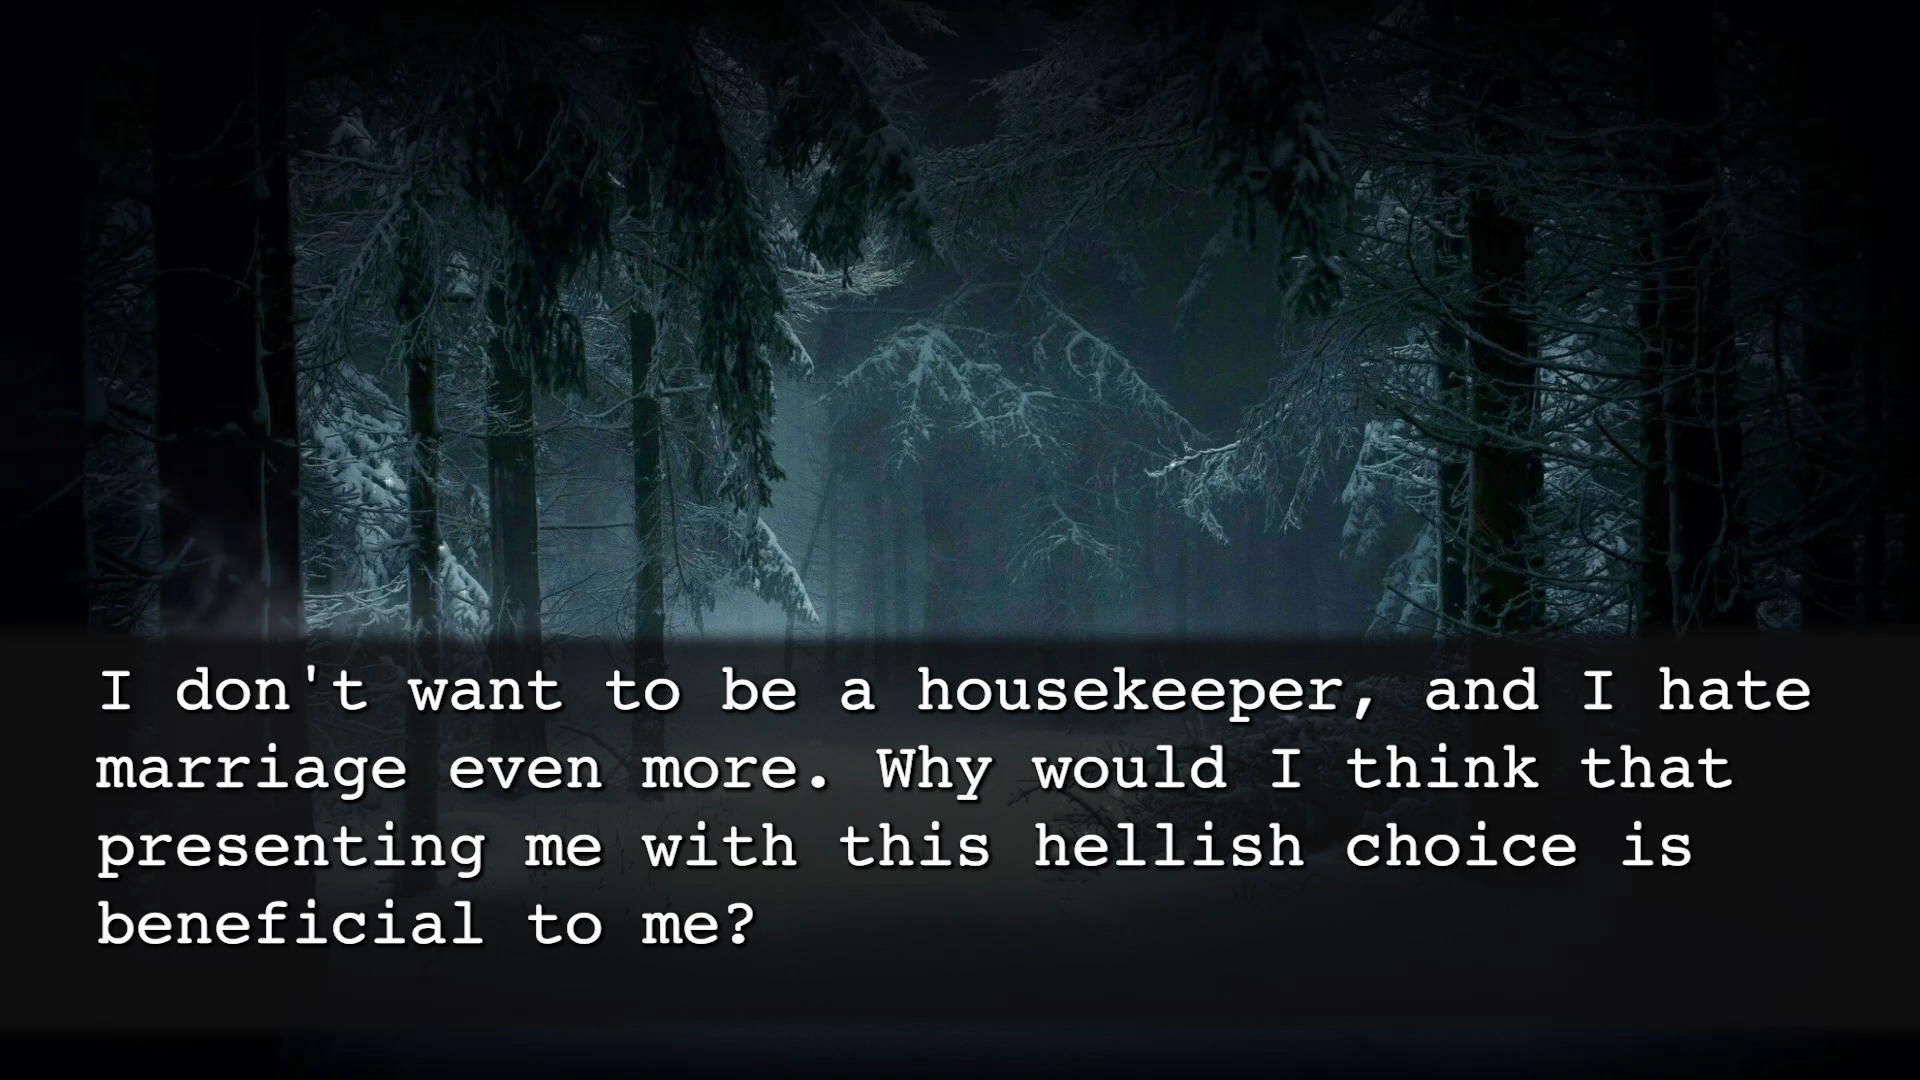 I don't want to be a housekeeper, and I hate
marriage even more. Why would I think that
presenting me with this hellish choice is
beneficial to me?